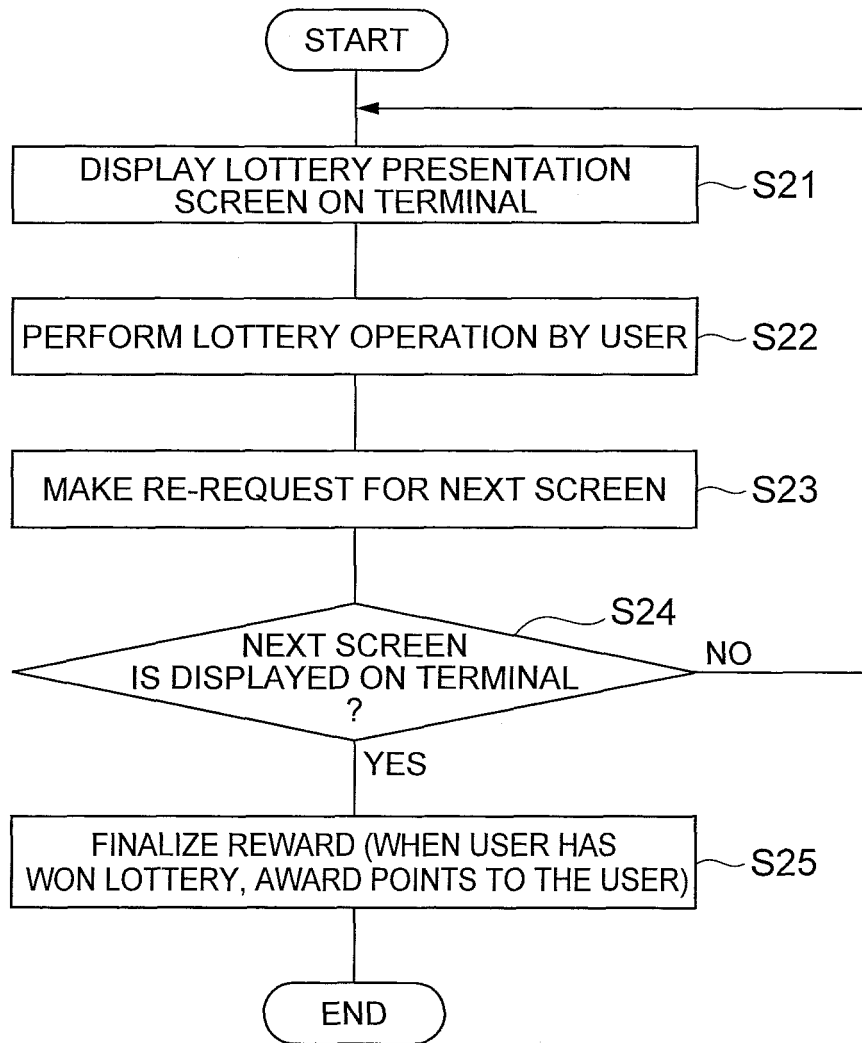 START
DISPLAY LOTTERY PRESENTATION
SCREEN ON TERMINAL
S21
PERFORM LOTTERY OPERATION BY USER
S22
MAKE RE-REQUEST FOR NEXT SCREEN
S23
S24
NEXT SCREEN
IS DISPLAYED ON TERMINAL
?
NO
YES
FINALIZE REWARD (WHEN USER HAS
WON LOTTERY, AWARD POINTS TO THE USER)
S25
END